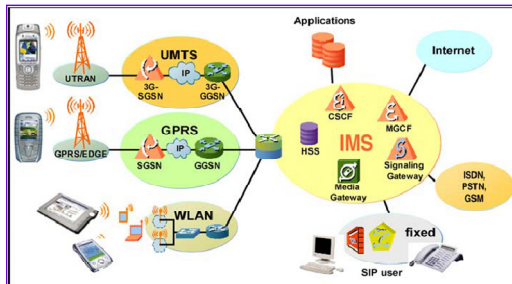 Applications
UMTS
Internet
IP
UTRAN
3G-
SGSN
3G-
GGSN
CSCF
MGCF
GPRS
IMS
HSS
IP
Signaling
Gateway
GPRS/EDGE
SGSN
GGSN
Media
Gateway
ISDN,
PSTN,
GSM
WLAN
fixed
SIP user